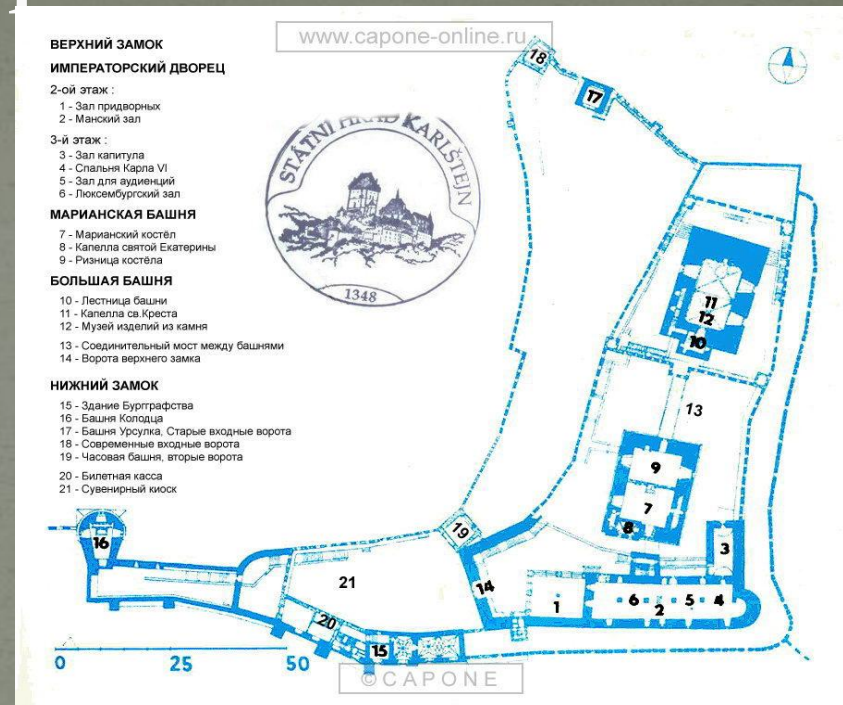 www.capone-online.ru
ВЕРХНИЙ ЗАМОК
ИМПЕРАТОРСКИЙ ДВОРЕЦ
2-ой этаж :
1 - Зал придворных
2 - Манский зал
3-й этаж :
3 - Зал капитула
4 - Спальня Карла VI
5 - Зал для аудиенций
6 - Люксембургский зал
МАРИАНСКАЯ БАШНЯ
7 - Марианский костёл
8 - Капелла святой Екатерины
9 - Ризница костёла
БОЛЬШАЯ БАШНЯ
10 - Лестница башни
11 - Капелла св.Креста
12 - Музей изделий из камня
13 - Соединительный мост между башнями
14 - Ворота верхнего замка
НИЖНИЙ ЗАМОК
15 - Здание Бургграфства
16 - Башня Колодца
17 - Башня Урсулка, Старые входные ворота
18 - Современные входные ворота
19 - Часовая башня, вторые ворота
20 - Билетная касса
21 - Сувенирный киоск
STÁTNÍ HRAD KARLŠTEJN
1348
18
17
11
12
10
13
9
7
8
19
3
16
14
21
1
6
2
5
4
20
15
0 25 50
©CAPONE